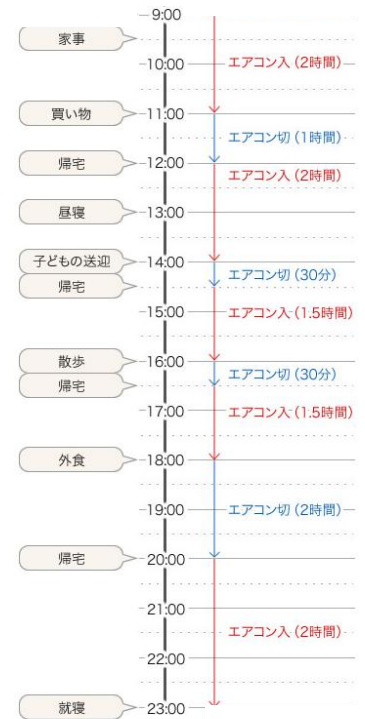 9:00
家事
10:00 エアコン入（2時間）
買い物 11:00
エアコン切（1時間）
帰宅 12:00
エアコン入（2時間）
昼寝 13:00
子どもの送迎 14:00
エアコン切（30分）
帰宅
15:00 エアコン入（1.5時間）
散歩 16:00
エアコン切（30分）
帰宅
17:00 エアコン入（1.5時間）
外食 18:00
19:00 エアコン切（2時間）
帰宅 20:00
21:00
エアコン入（2時間）
22:00
就寝 23:00